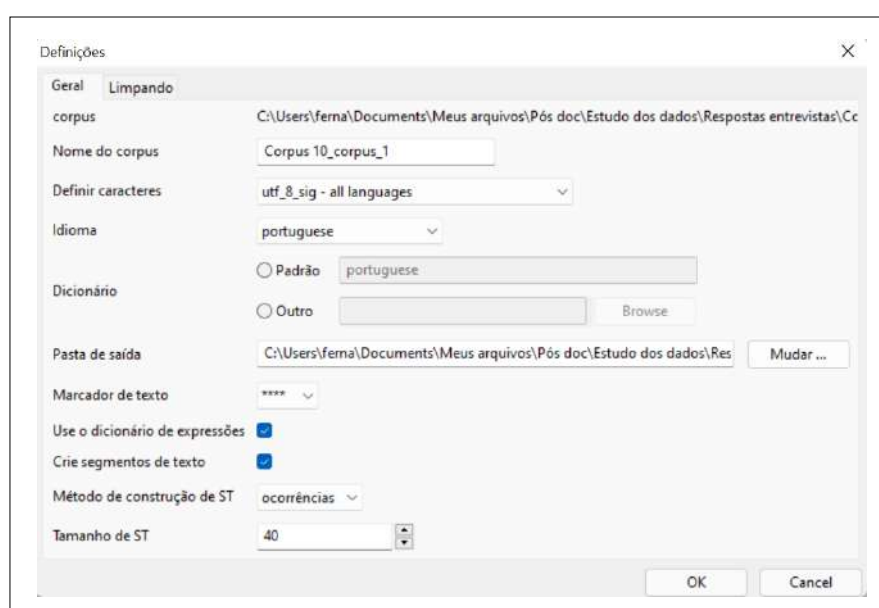 Definições
Geral Limpando
corpus C:\Users\ferna\Documents\Meus arquivos\Pós doc\Estudo dos dados\Respostas entrevistas\Cc
Nome do corpus Corpus 10_corpus_1
Definir caracteres utf_8_sig - all languages
Idioma portuguese
Dicionário
Padrão portuguese
Outro Browse
Pasta de saída C:\Users\ferna\Documents\Meus arquivos\Pós doc\Estudo dos dados\Res Mudar ...
Marcador de texto ****
Use o dicionário de expressões
Crie segmentos de texto
Método de construção de ST ocorrências
Tamanho de ST 40
OK Cancel